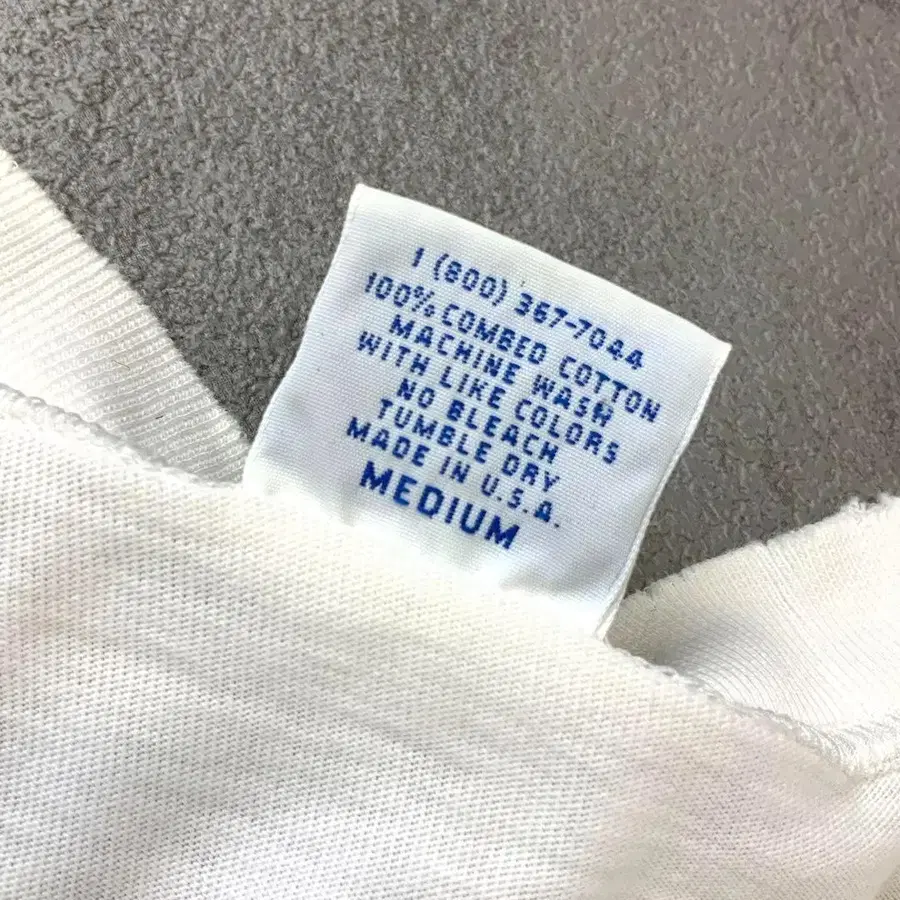 1 (800) 367-7044
100% COMBED COTTON
MACHINE WASH
WITH LIKE COLORS
NO BLEACH
TUMBLE DRY
MADE IN U.S.A.
MEDIUM